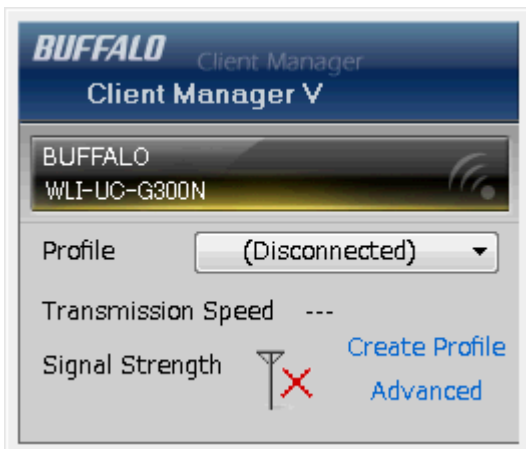 BUFFALO Client Manager
Client Manager V
BUFFALO
WLI-UC-G300N
Profile (Disconnected)
Transmission Speed ---
Signal Strength
Create Profile
Advanced